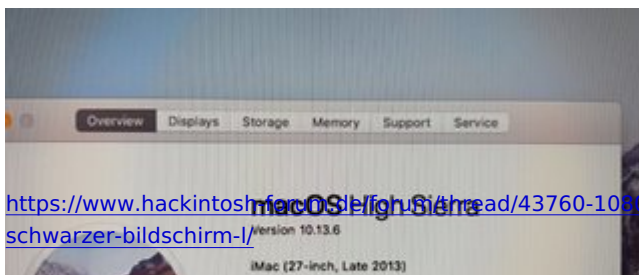 Overview Displays Storage Memory Support Service
macOS High Sierra
https://www.hackintosh-forum.de/forum/thread/43760-108
schwarzer-bildschirm-l/
Version 10.13.6
iMac (27-inch, Late 2013)